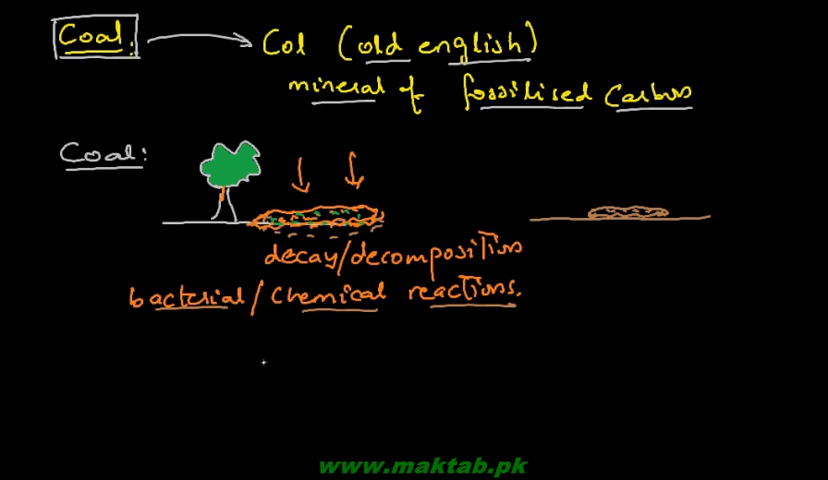 Coal. → Col (old english)
mineral of fossilised Carbon
Coal:
decay/decomposition
bacterial/chemical reactions.
www.maktab.pk